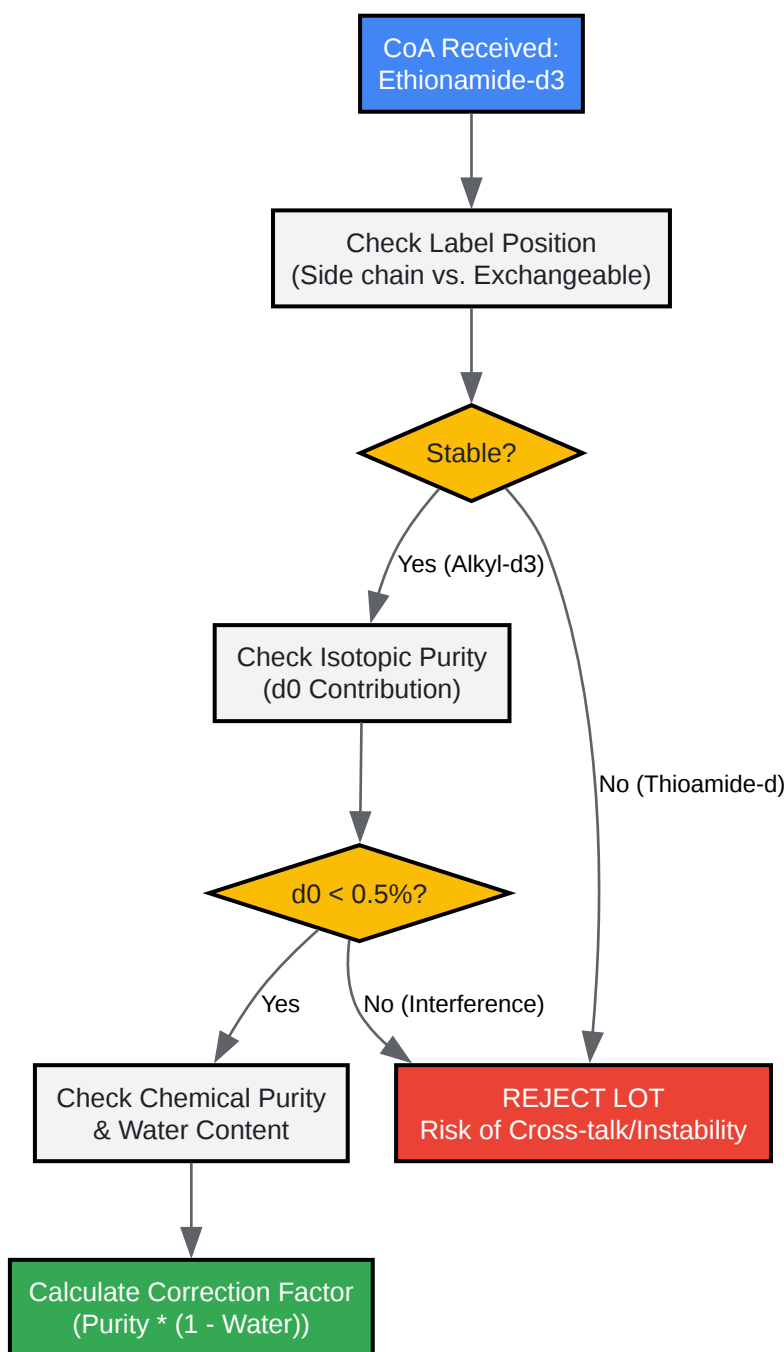 CoA Received:
Ethionamide-d3
Check Label Position
(Side chain vs. Exchangeable)
Stable?
Yes (Alkyl-d3)
No (Thioamide-d)
Check Isotopic Purity
(d0 Contribution)
d0 < 0.5%?
Yes
No (Interference)
Check Chemical Purity
& Water Content
REJECT LOT
Risk of Cross-talk/Instability
Calculate Correction Factor
(Purity * (1 - Water))